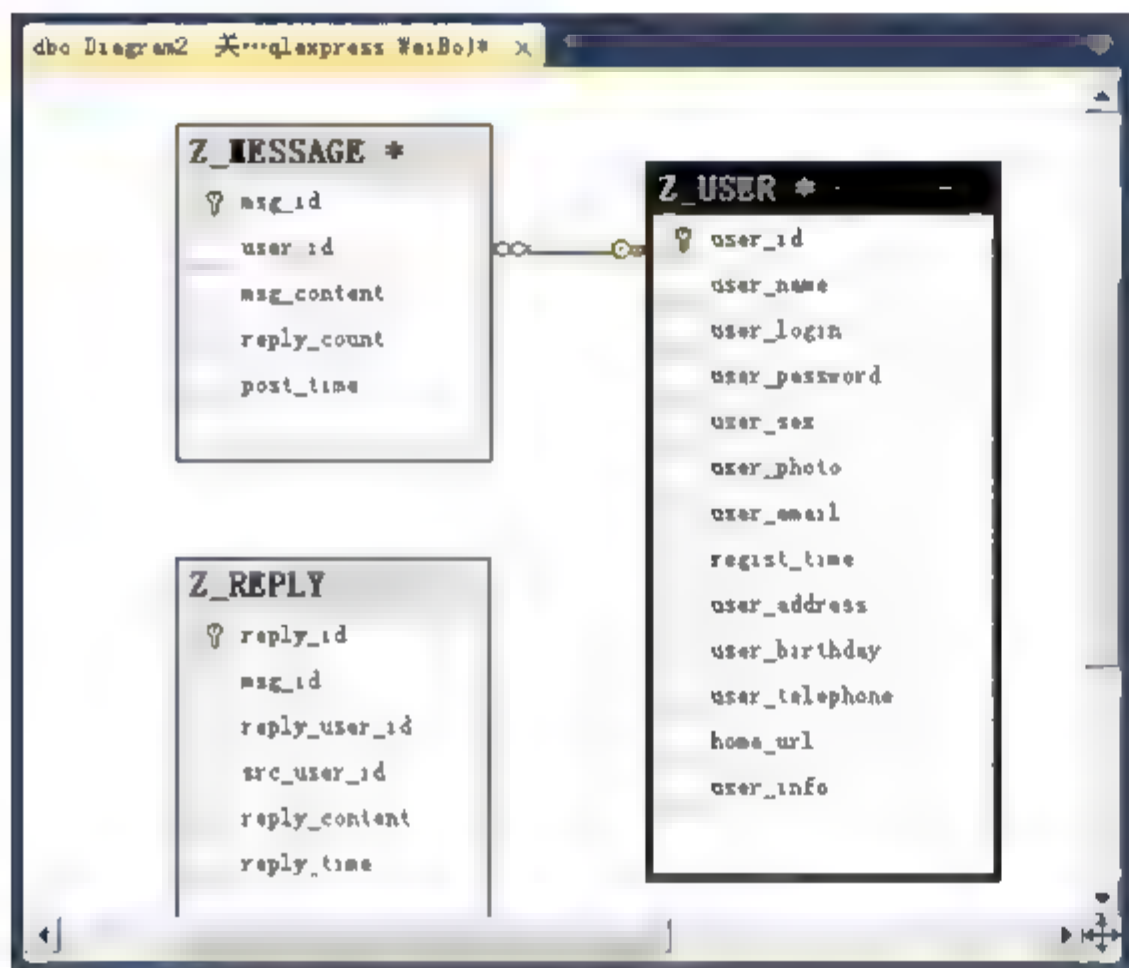 dbo Diagram2 关…qlexpress WeiBo)* ×
Z_MESSAGE *
msg_id
user_id
msg_content
reply_count
post_time
Z_USER *
user_id
user_name
user_login
user_password
user_sex
user_photo
user_email
regist_time
user_address
user_birthday
user_telephone
home_url
user_info
Z_REPLY
reply_id
msg_id
reply_user_id
src_user_id
reply_content
reply_time